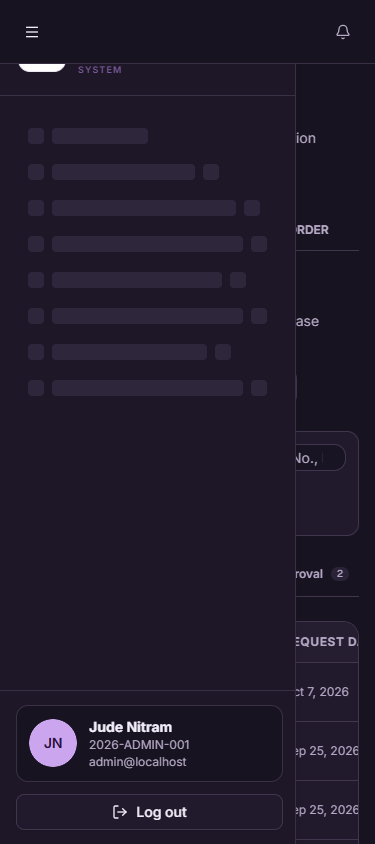 SYSTEM
ion
ORDER
ase
No.,
roval 2
EQUEST DA
ct 7, 2026
ep 25, 2026
ep 25, 2026
JN
Jude Nitram
2026-ADMIN-001
admin@localhost
Log out